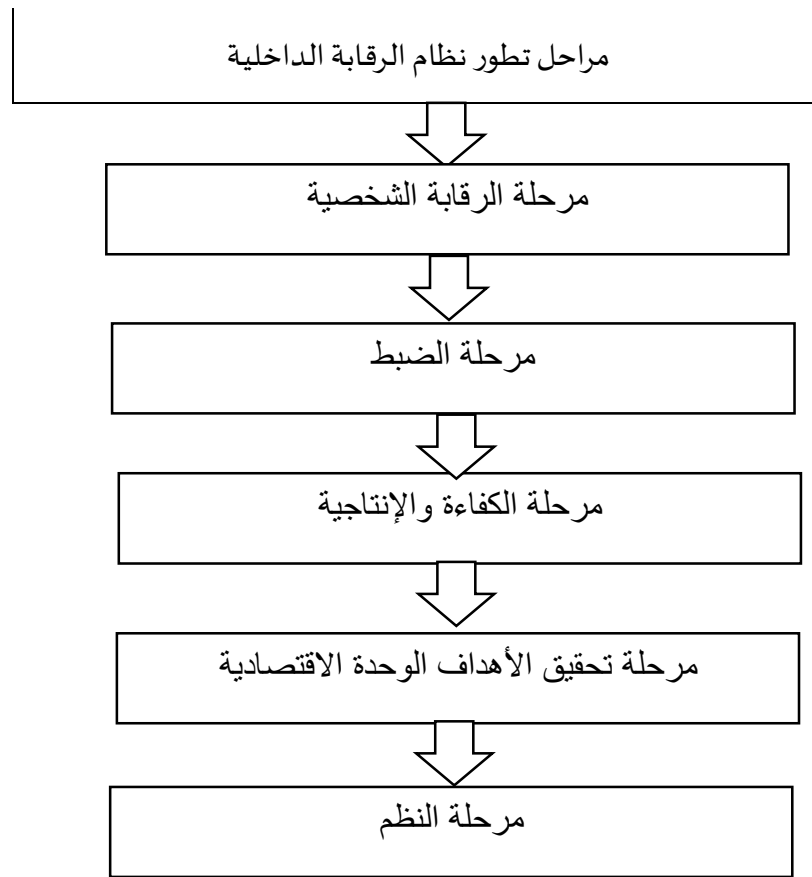 مراحل تطور نظام الرقابة الداخلية
مرحلة الرقابة الشخصية
مرحلة الضبط
مرحلة الكفاءة والإنتاجية
مرحلة تحقيق الأهداف الوحدة الاقتصادية
مرحلة النظم